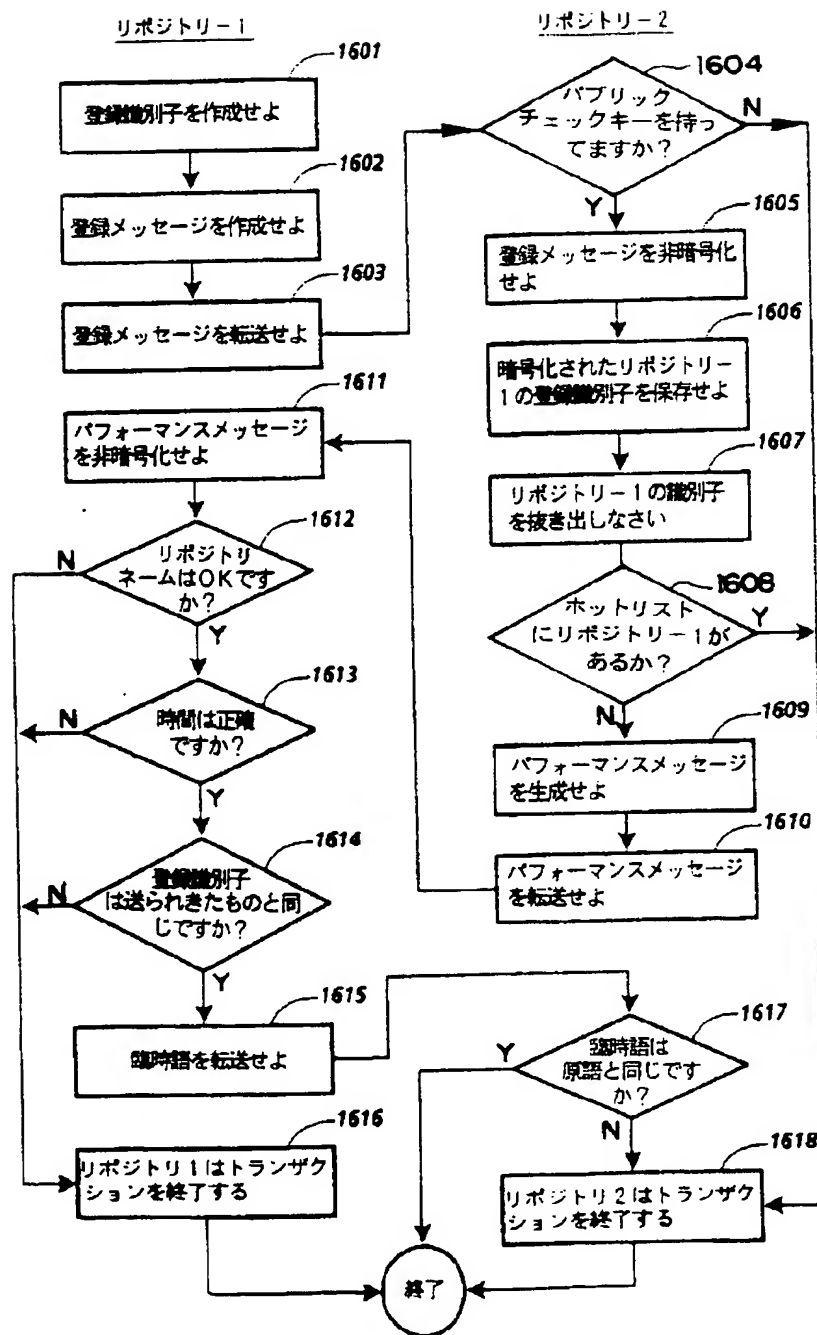 リポジトリー1
リポジトリー2
1601
登録識別子を作成せよ
1602
登録メッセージを作成せよ
1603
登録メッセージを転送せよ
1604
パブリック
チェックキーを持っ
てますか？
N
Y
1605
登録メッセージを非暗号化
せよ
1606
暗号化されたリポジトリー
1の登録識別子を保存せよ
1607
リポジトリー1の識別子
を抜き出しなさい
1608
ホットリスト
にリポジトリー1が
あるか？
Y
N
1609
パフォーマンスメッセージ
を生成せよ
1610
パフォーマンスメッセージ
を転送せよ
1611
パフォーマンスメッセージ
を非暗号化せよ
1612
リポジトリ
ネームはOKです
か？
N
Y
1613
時間は正確
ですか？
N
Y
1614
登録識別子
は送られきたものと同
じですか？
N
Y
1615
臨時語を転送せよ
1616
リポジトリ1はトランザク
ションを終了する
1617
臨時語は
原語と同じです
か？
Y
N
1618
リポジトリ2はトランザク
ションを終了する
終了